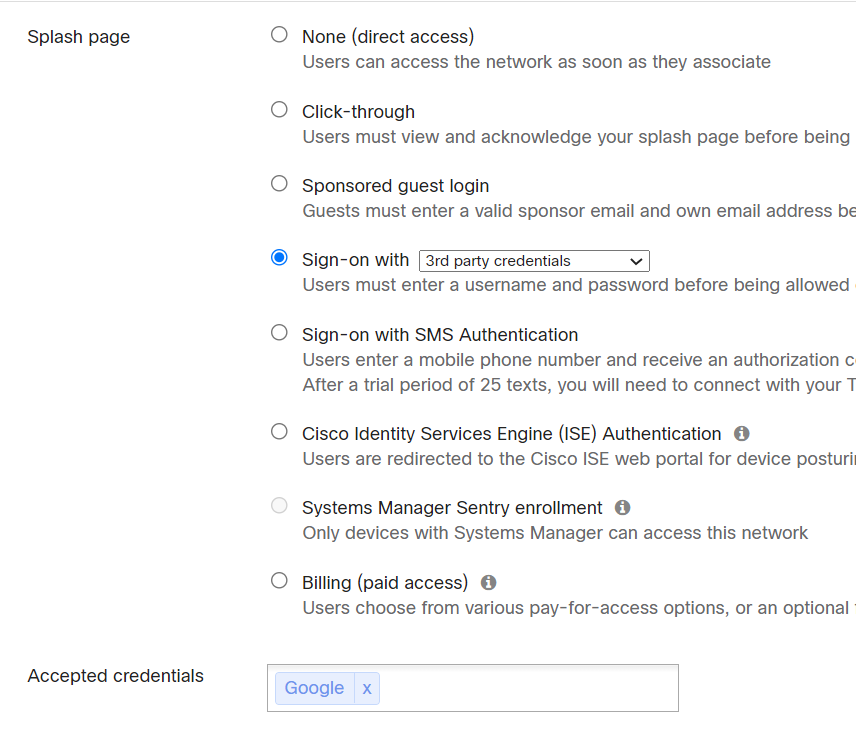 Splash page
None (direct access)
Users can access the network as soon as they associate
Click-through
Users must view and acknowledge your splash page before being
Sponsored guest login
Guests must enter a valid sponsor email and own email address be
Sign-on with 3rd party credentials
Users must enter a username and password before being allowed
Sign-on with SMS Authentication
Users enter a mobile phone number and receive an authorization c
After a trial period of 25 texts, you will need to connect with your T
Cisco Identity Services Engine (ISE) Authentication
Users are redirected to the Cisco ISE web portal for device posturi
Systems Manager Sentry enrollment
Only devices with Systems Manager can access this network
Billing (paid access)
Users choose from various pay-for-access options, or an optional
Accepted credentials
Google x